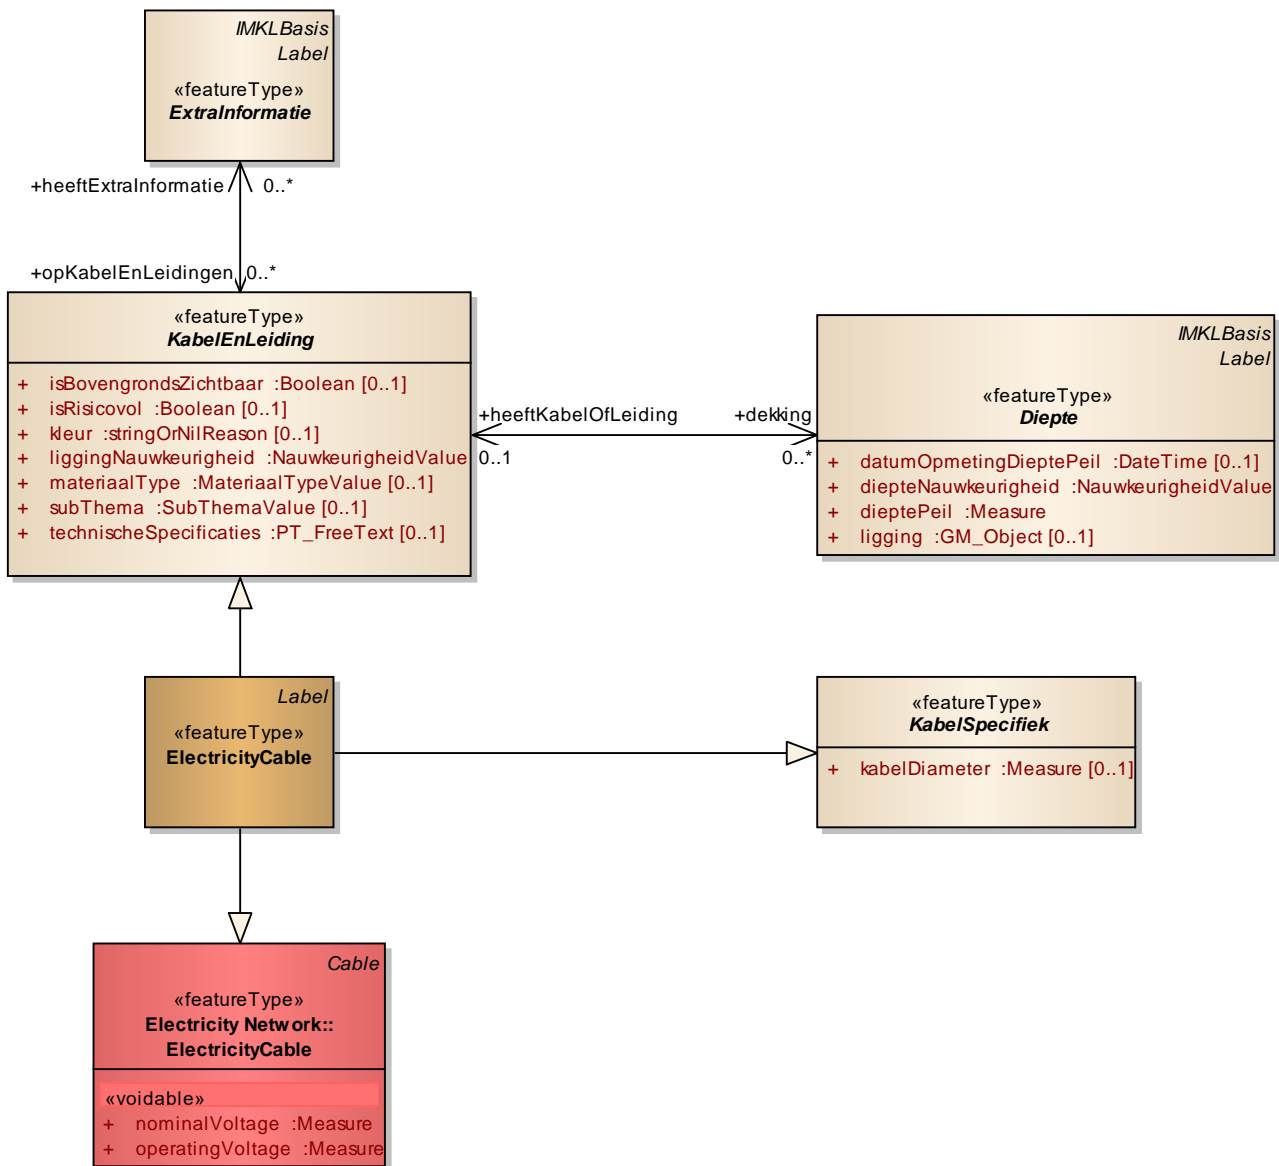 IMKLBasis
Label
«featureType»
ExtraInformatie
+heeftExtraInformatie 0..*
+opKabelEnLeidingen 0..*
«featureType»
KabelEnLeiding
+ isBovengrondsZichtbaar :Boolean [0..1]
+ isRisicovol :Boolean [0..1]
+ kleur :stringOrNilReason [0..1]
+ liggingNauwkeurigheid :NauwkeurigheidValue
+ materiaalType :MateriaalTypeValue [0..1]
+ subThema :SubThemaValue [0..1]
+ technischeSpecificaties :PT_FreeText [0..1]
+heeftKabelOfLeiding +dekking
0..1 0..*
IMKLBasis
Label
«featureType»
Diepte
+ datumOpmetingDieptePeil :DateTime [0..1]
+ diepteNauwkeurigheid :NauwkeurigheidValue
+ dieptePeil :Measure
+ ligging :GM_Object [0..1]
Label
«featureType»
ElectricityCable
«featureType»
KabelSpecifiek
+ kabelDiameter :Measure [0..1]
Cable
«featureType»
Electricity Network::
ElectricityCable
«voidable»
+ nominalVoltage :Measure
+ operatingVoltage :Measure